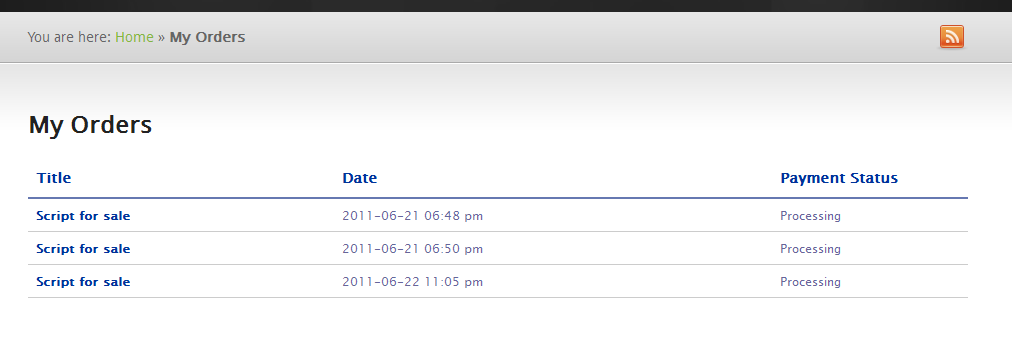 You are here: Home » My Orders
My Orders
Title Date Payment Status
Script for sale 2011-06-21 06:48 pm Processing
Script for sale 2011-06-21 06:50 pm Processing
Script for sale 2011-06-22 11:05 pm Processing